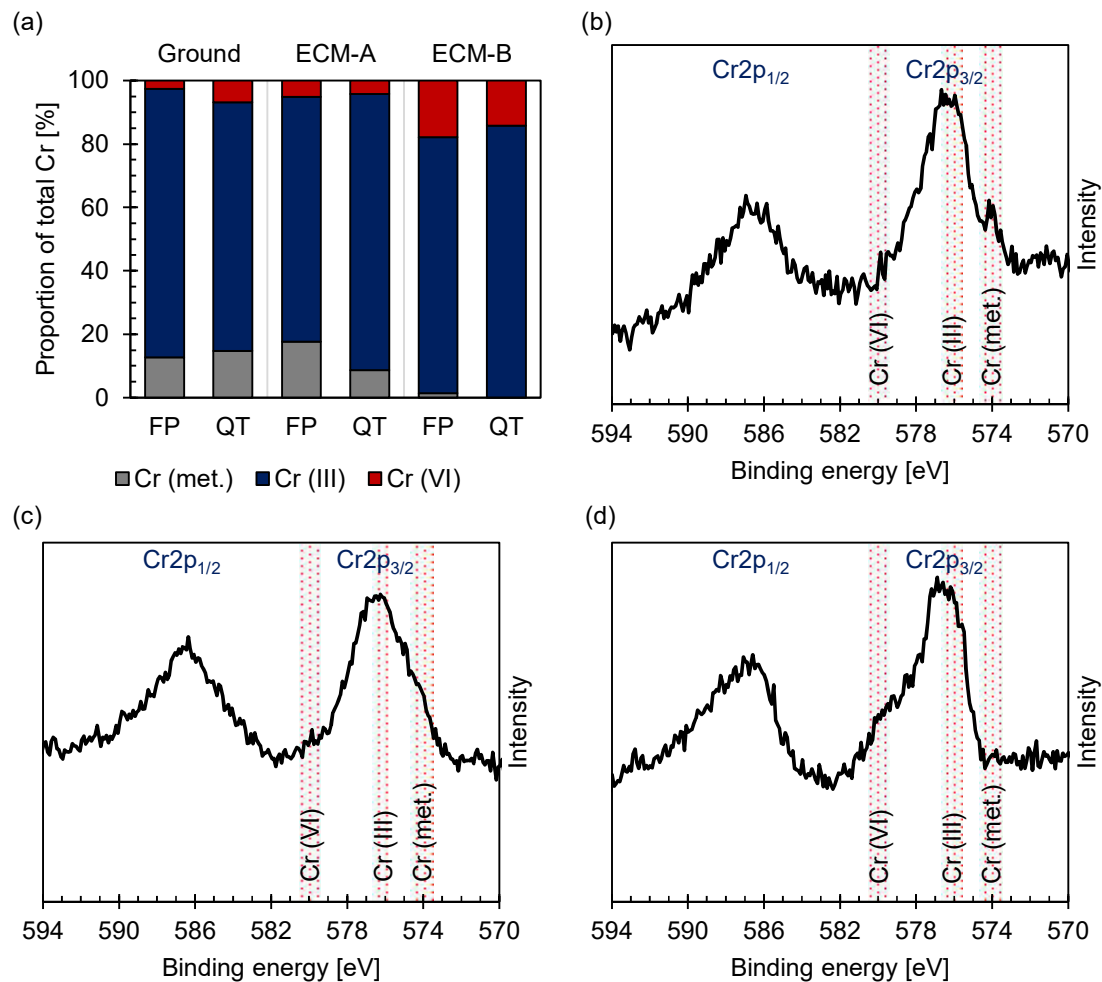 (a)
Ground ECM-A ECM-B
Proportion of total Cr [%]
100
80
60
40
20
0
FP QT FP QT FP QT
Cr (met.) Cr (III) Cr (VI)
(b)
Cr2p1/2 Cr2p3/2
Cr (VI)
Cr (III)
Cr (met.)
Intensity
594 590 586 582 578 574 570
Binding energy [eV]
(c)
Cr2p1/2 Cr2p3/2
Cr (VI)
Cr (III)
Cr (met.)
Intensity
594 590 586 582 578 574 570
Binding energy [eV]
(d)
Cr2p1/2 Cr2p3/2
Cr (VI)
Cr (III)
Cr (met.)
Intensity
594 590 586 582 578 574 570
Binding energy [eV]